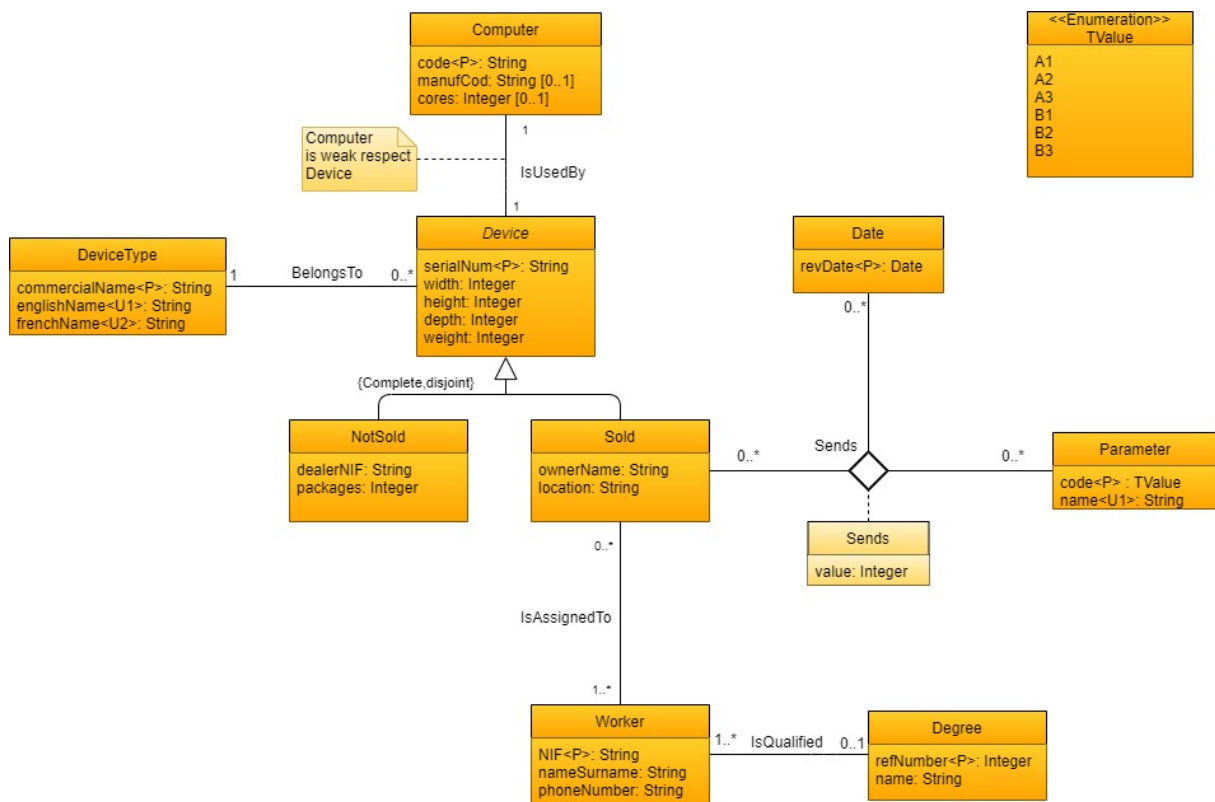 Computer
code<P>: String
manufCod: String [0..1]
cores: Integer [0..1]
<<Enumeration>>
TValue
A1
A2
A3
B1
B2
B3
1
Computer
is weak respect
Device
IsUsedBy
1
Device
serialNum<P>: String
width: Integer
height: Integer
depth: Integer
weight: Integer
DeviceType
commercialName<P>: String
englishName<U1>: String
frenchName<U2>: String
1
BelongsTo
0..*
Date
revDate<P>: Date
0..*
{Complete,disjoint}
NotSold
dealerNIF: String
packages: Integer
Sold
ownerName: String
location: String
0..*
Sends
0..*
Parameter
code<P> : TValue
name<U1>: String
Sends
value: Integer
0..*
IsAssignedTo
1..*
Worker
NIF<P>: String
nameSurname: String
phoneNumber: String
1..*
IsQualified
0..1
Degree
refNumber<P>: Integer
name: String